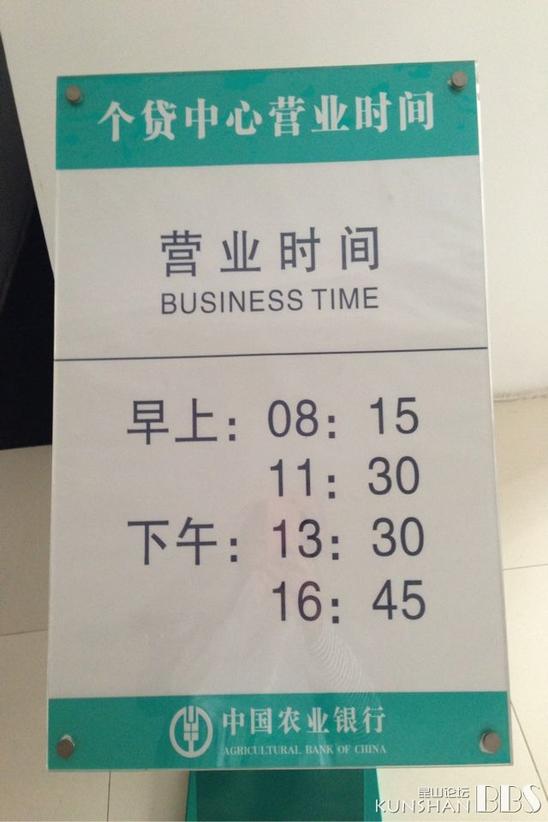 个贷中心营业时间
营业时间
BUSINESS TIME
早上：08：15
11：30
下午：13：30
16：45
中国农业银行
AGRICULTURAL BANK OF CHINA
昆山论坛
KUNSHAN BBS